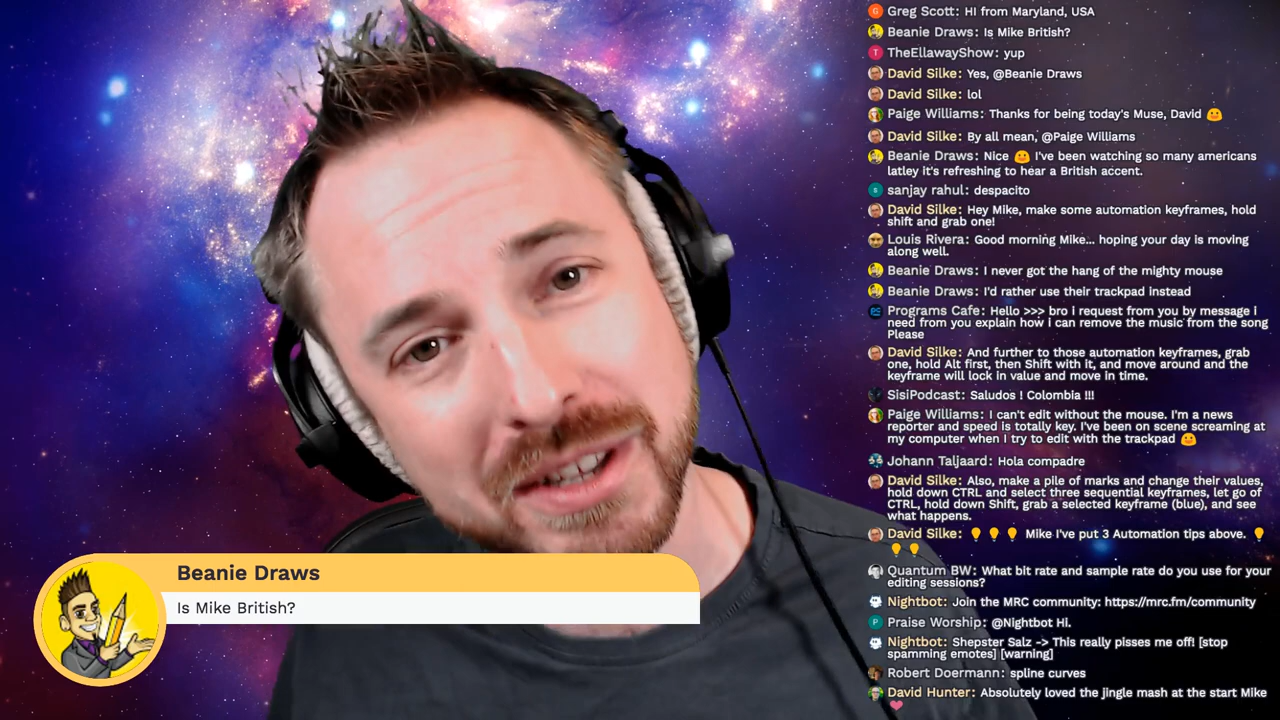 Greg Scott: Hi from Maryland, USA
Beanie Draws: Is Mike British?
TheEllawayShow: yup
David Silke: Yes, @Beanie Draws
David Silke: lol
Paige Williams: Thanks for being today's Muse, David
David Silke: By all mean, @Paige Williams
Beanie Draws: Nice I've been watching so many americans
latley it's refreshing to hear a British accent.
sanjay rahul: despacito
David Silke: Hey Mike, make some automation keyframes, hold
shift and grab one!
Louis Rivera: Good morning Mike... hoping your day is moving
along well.
Beanie Draws: I never got the hang of the mighty mouse
Beanie Draws: I'd rather use their trackpad instead
Programs Cafe: Hello >>> bro i request from you by message i
need from you explain how i can remove the music from the song
Please
David Silke: And further to those automation keyframes, grab
one, hold Alt first, then Shift with it, and move around and the
keyframe will lock in value and move in time.
SisiPodcast: Saludos ! Colombia !!!
Paige Williams: I can't edit without the mouse. I'm a news
reporter and speed is totally key. I've been on scene screaming at
my computer when I try to edit with the trackpad
Johann Taljaard: Hola compadre
David Silke: Also, make a pile of marks and change their values,
hold down CTRL and select three sequential keyframes, let go of
CTRL, hold down Shift, grab a selected keyframe (blue), and see
what happens.
David Silke: Mike I've put 3 Automation tips above.
Quantum BW: What bit rate and sample rate do you use for your
editing sessions?
Nightbot: Join the MRC community: https://mrc.fm/community
Praise Worship: @Nightbot Hi.
Nightbot: Shepster Salz -> This really pisses me off! [stop
spamming emotes] [warning]
Robert Doermann: spline curves
David Hunter: Absolutely loved the jingle mash at the start Mike
Beanie Draws
Is Mike British?